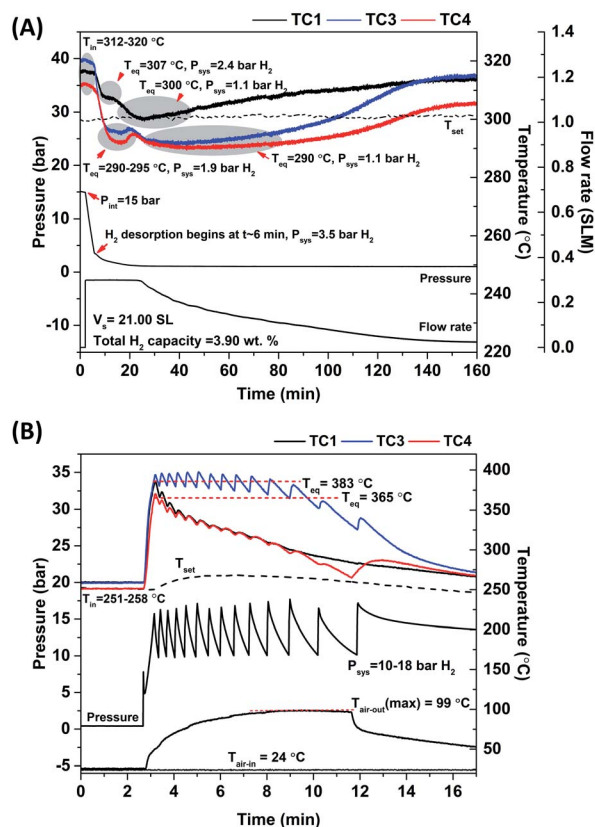 (A)
TC1 TC3 TC4
T_in=312-320 °C
T_eq=307 °C, P_sys=2.4 bar H_2
T_eq=300 °C, P_sys=1.1 bar H_2
T_set
T_eq=290-295 °C, P_sys=1.9 bar H_2
T_eq=290 °C, P_sys=1.1 bar H_2
P_int=15 bar
H_2 desorption begins at t~6 min, P_sys=3.5 bar H_2
Pressure
V_s= 21.00 SL
Flow rate
Total H_2 capacity =3.90 wt. %
40
30
20
10
0
-10
Pressure (bar)
320
300
280
260
240
220
Temperature (°C)
1.4
1.2
1.0
0.8
0.6
0.4
0.2
0.0
Flow rate (SLM)
0 20 40 60 80 100 120 140 160
Time (min)
(B)
TC1 TC3 TC4
T_eq= 383 °C
T_eq= 365 °C
T_set
T_in=251-258 °C
P_sys=10-18 bar H_2
Pressure
T_air-out(max) = 99 °C
T_air-in = 24 °C
35
30
25
20
15
10
5
0
-5
Pressure (bar)
400
350
300
250
200
150
100
50
Temperature (°C)
0 2 4 6 8 10 12 14 16
Time (min)